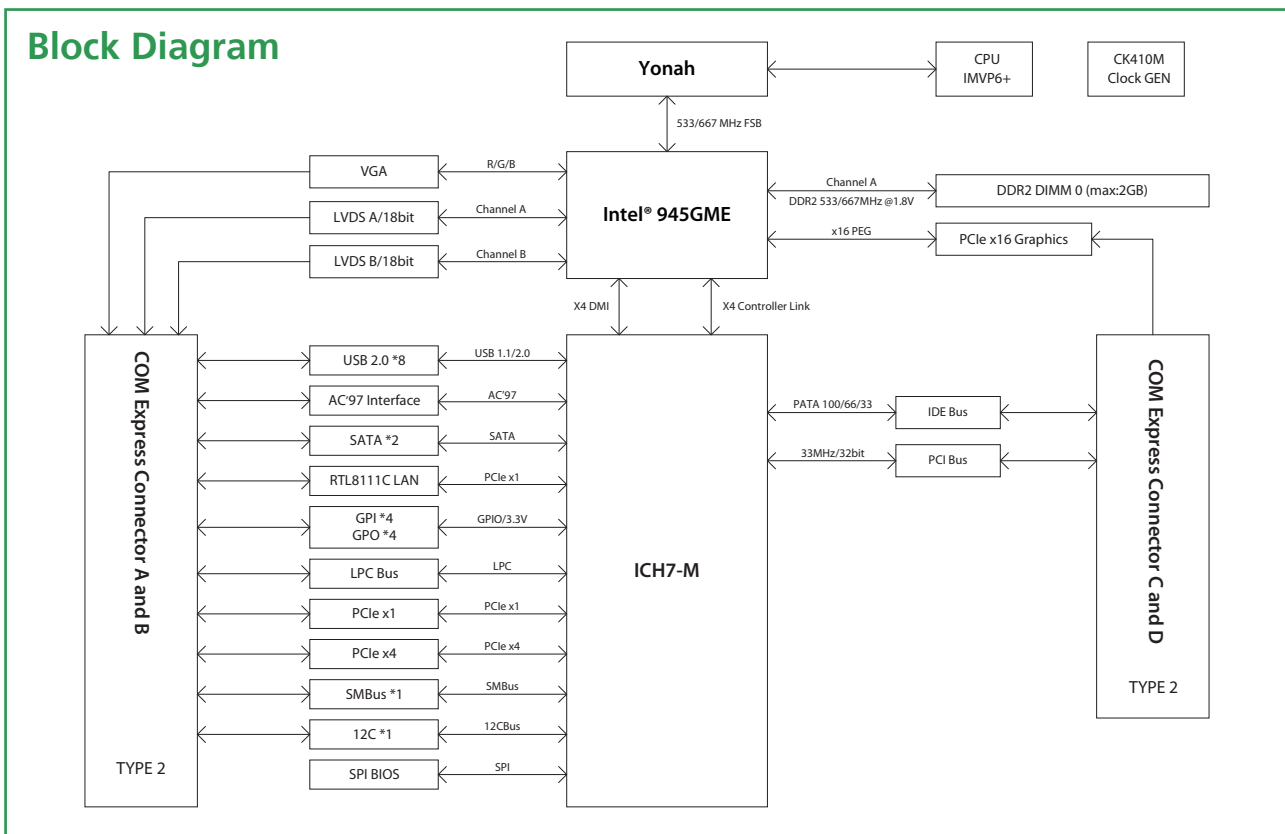 Block Diagram
Yonah
CPU
IMVP6+
CK410M
Clock GEN
533/667 MHz FSB
VGA
R/G/B
Intel® 945GME
Channel A
DDR2 533/667MHz @1.8V
DDR2 DIMM 0 (max:2GB)
LVDS A/18bit
Channel A
x16 PEG
PCIe x16 Graphics
LVDS B/18bit
Channel B
X4 DMI
X4 Controller Link
COM Express Connector A and B
TYPE 2
USB 2.0 *8
USB 1.1/2.0
AC'97 Interface
AC'97
SATA *2
SATA
RTL8111C LAN
PCIe x1
GPI *4
GPO *4
GPIO/3.3V
LPC Bus
LPC
PCIe x1
PCIe x1
PCIe x4
PCIe x4
SMBus *1
SMBus
12C *1
12CBus
SPI BIOS
SPI
ICH7-M
PATA 100/66/33
IDE Bus
33MHz/32bit
PCI Bus
COM Express Connector C and D
TYPE 2